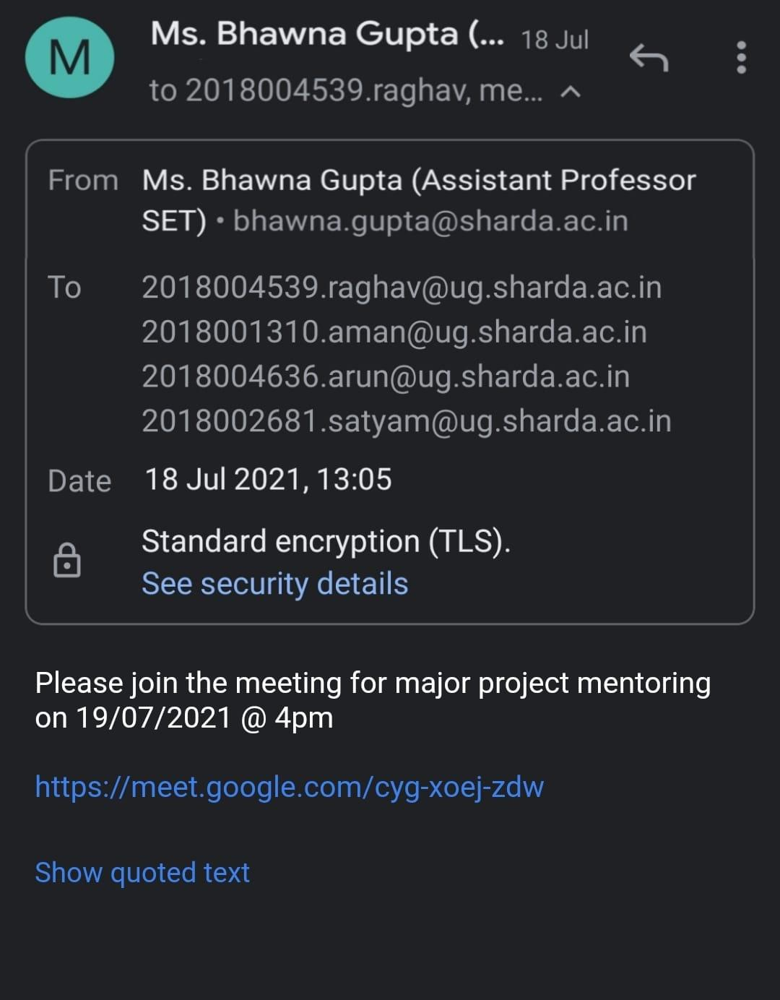 M
Ms. Bhawna Gupta (... 18 Jul
to 2018004539.raghav, me...
From Ms. Bhawna Gupta (Assistant Professor
SET) • bhawna.gupta@sharda.ac.in
To 2018004539.raghav@ug.sharda.ac.in
2018001310.aman@ug.sharda.ac.in
2018004636.arun@ug.sharda.ac.in
2018002681.satyam@ug.sharda.ac.in
Date 18 Jul 2021, 13:05
Standard encryption (TLS).
See security details
Please join the meeting for major project mentoring
on 19/07/2021 @ 4pm
https://meet.google.com/cyg-xoej-zdw
Show quoted text